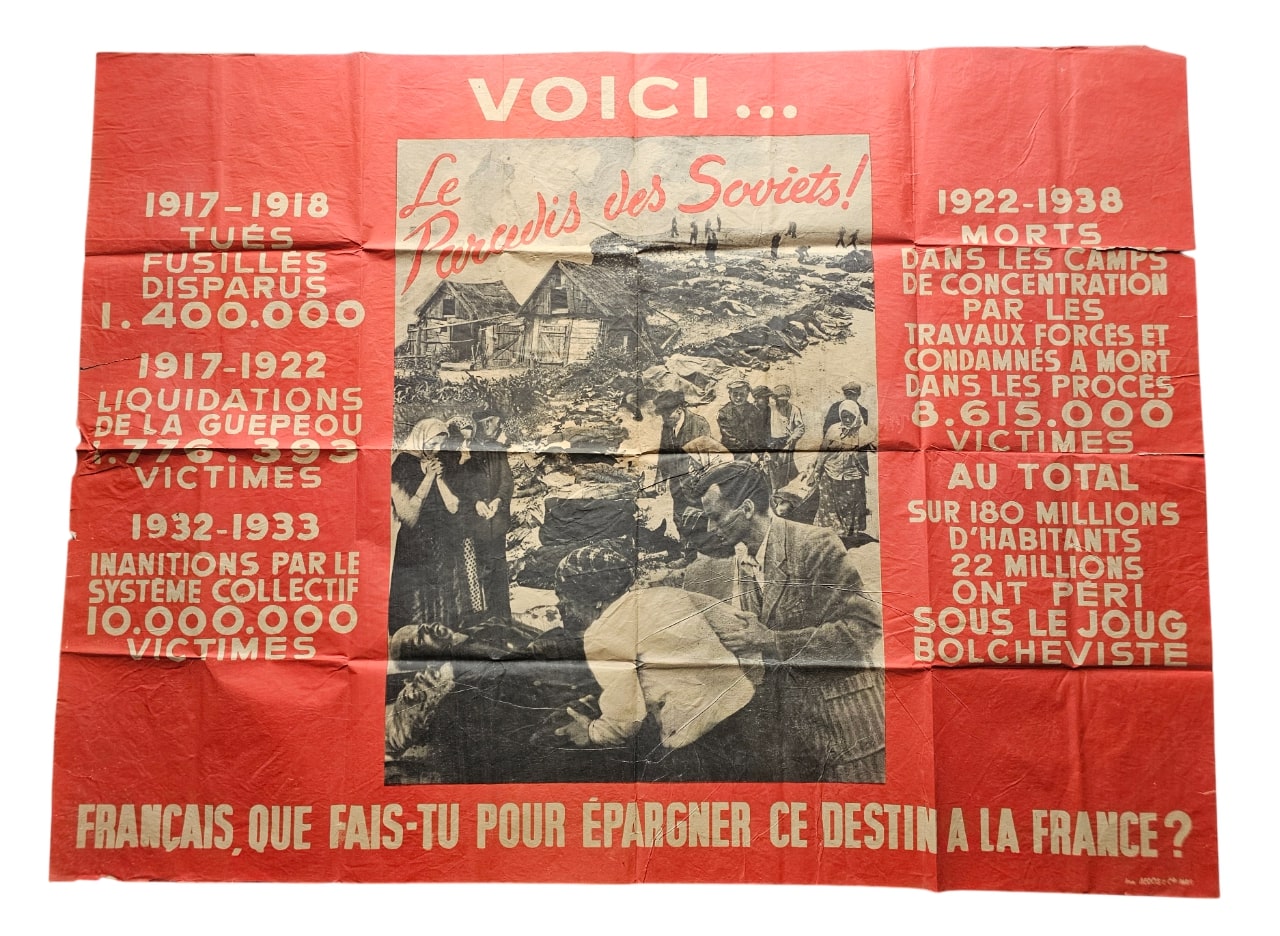 VOICI...
Le
Paradis des Soviets!
1917-1918
TUÉS
FUSILLÉS
DISPARUS
1.400.000
1917-1922
LIQUIDATIONS
DE LA GUEPEOU
1.776.393
VICTIMES
1932-1933
INANITIONS PAR LE
SYSTÈME COLLECTIF
10.000.000
VICTIMES
1922-1938
MORTS
DANS LES CAMPS
DE CONCENTRATION
PAR LES
TRAVAUX FORCÉS ET
CONDAMNÉS A MORT
DANS LES PROCÉS
8.615.000
VICTIMES
AU TOTAL
SUR 180 MILLIONS
D'HABITANTS
22 MILLIONS
ONT PÉRI
SOUS LE JOUG
BOLCHEVISTE
FRANÇAIS, QUE FAIS-TU POUR ÉPARGNER CE DESTIN A LA FRANCE?